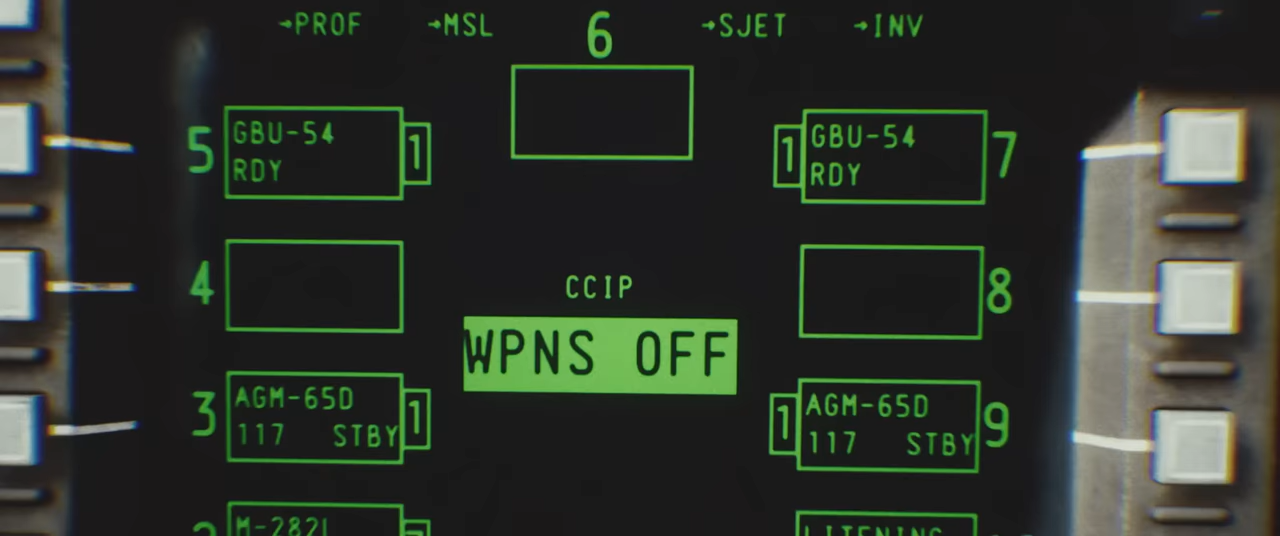 →PROF →MSL →SJET →INV
6
5 GBU-54 1
RDY
1 GBU-54 7
RDY
4
8
CCIP
WPNS OFF
3 AGM-65D 1
117 STBY
1 AGM-65D 9
117 STBY
LITENING